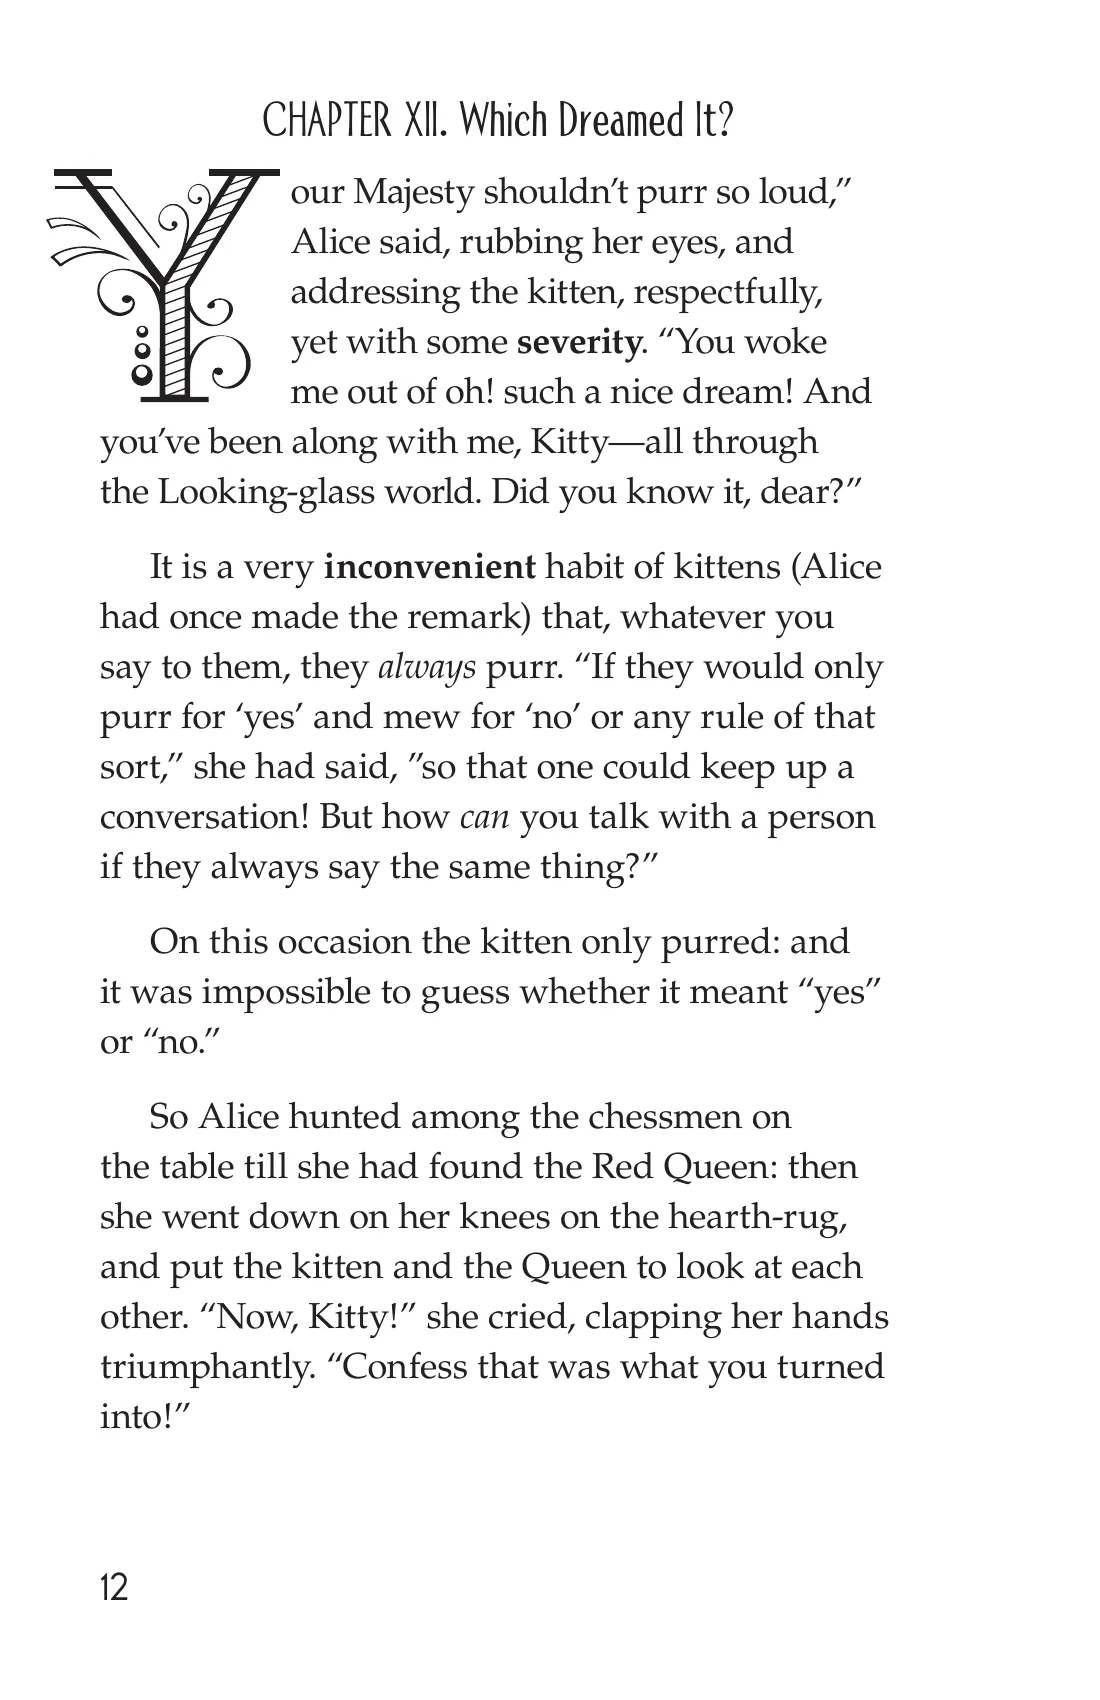 CHAPTER XII. Which Dreamed It?
Your Majesty shouldn’t purr so loud,”
Alice said, rubbing her eyes, and
addressing the kitten, respectfully,
yet with some severity. “You woke
me out of oh! such a nice dream! And
you’ve been along with me, Kitty—all through
the Looking-glass world. Did you know it, dear?”
It is a very inconvenient habit of kittens (Alice
had once made the remark) that, whatever you
say to them, they always purr. “If they would only
purr for ‘yes’ and mew for ‘no’ or any rule of that
sort,” she had said, ”so that one could keep up a
conversation! But how can you talk with a person
if they always say the same thing?”
On this occasion the kitten only purred: and
it was impossible to guess whether it meant “yes”
or “no.”
So Alice hunted among the chessmen on
the table till she had found the Red Queen: then
she went down on her knees on the hearth-rug,
and put the kitten and the Queen to look at each
other. “Now, Kitty!” she cried, clapping her hands
triumphantly. “Confess that was what you turned
into!”
12